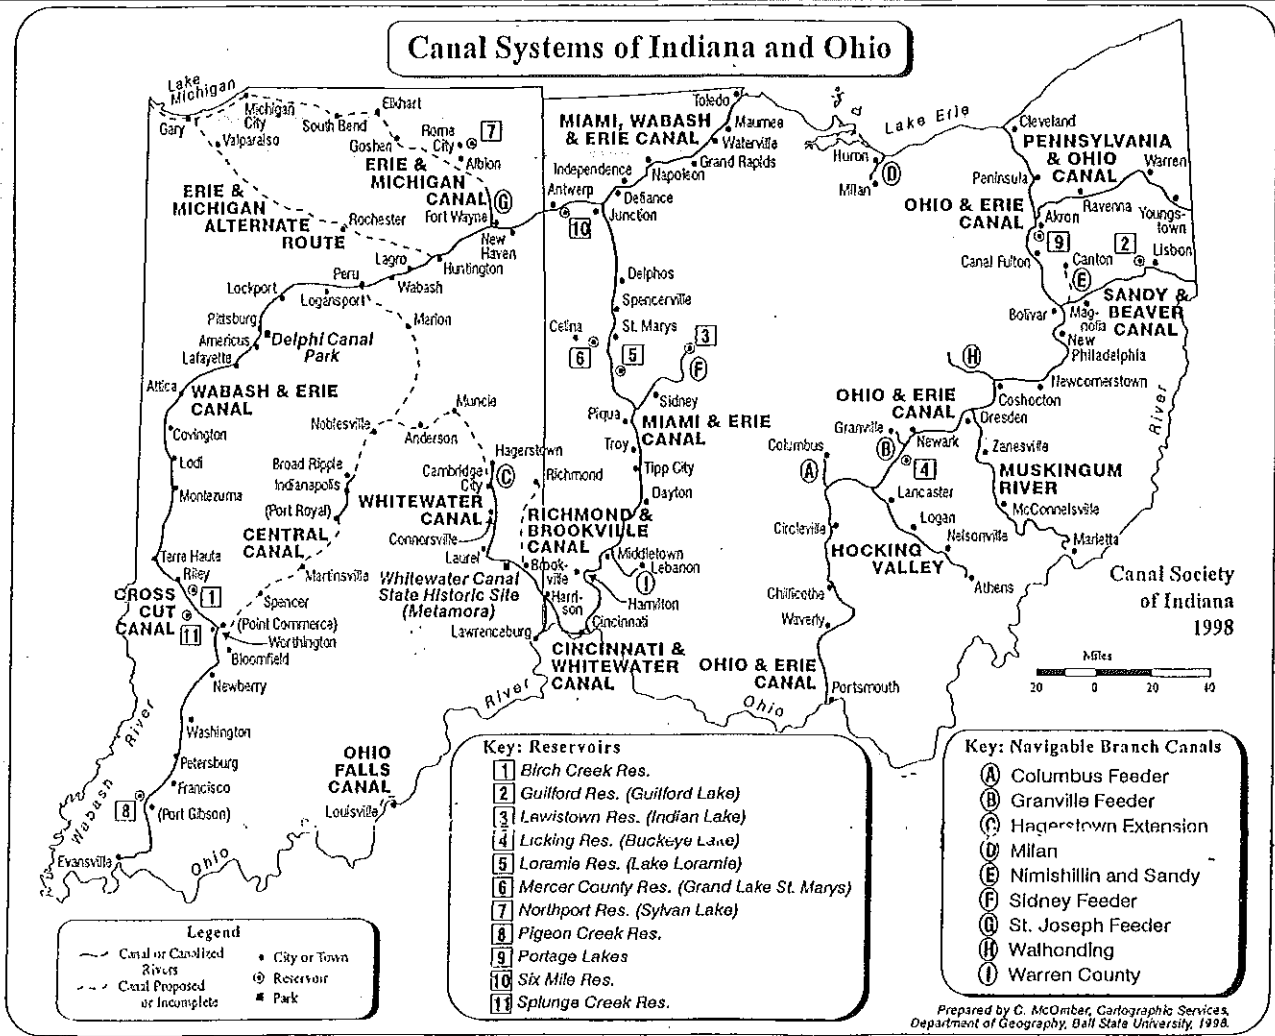 Canal Systems of Indiana and Ohio
Lake
Michigan
Gary
Michigan
City
Valparaiso
South Bend
Elkhart
Goshen
Rome
City
7
Albion
ERIE &
MICHIGAN
CANAL
G
Fort Wayne
New
Haven
ERIE &
MICHIGAN
ALTERNATE
ROUTE
Rochester
Huntington
Lagro
Wabash
Peru
Logansport
Lockport
Pittsburg
Americus
Delphi Canal
Park
Lafayette
Marion
Attica
WABASH & ERIE
CANAL
Covington
Lodi
Montezuma
Terre Haute
Riley
1
CROSS
CUT
CANAL
11
Spencer
(Point Commerce)
Worthington
Bloomfield
Newberry
Washington
Petersburg
Francisco
(Port Gibson)
8
Evansville
Wabash River
Ohio River
Noblesville
Anderson
Muncie
Broad Ripple
Indianapolis
(Port Royal)
CENTRAL
CANAL
Martinsville
Hagerstown
Cambridge
City
C
WHITEWATER
CANAL
Connorsville
Laurel
Whitewater Canal
State Historic Site
(Metamora)
Richmond
RICHMOND &
BROOKVILLE
CANAL
Brook-
ville
Harri-
son
Lawrenceburg
OHIO
FALLS
CANAL
Louisville
Toledo
MIAMI, WABASH
& ERIE CANAL
Maumee
Waterville
Grand Rapids
Napoleon
Independence
Defiance
Antwerp
Junction
10
Delphos
Spencerville
St. Marys
Celina
6
5
3
F
Sidney
Piqua
MIAMI & ERIE
CANAL
Troy
Tipp City
Dayton
Middletown
Lebanon
I
Hamilton
Cincinnati
CINCINNATI &
WHITEWATER
CANAL
Lake Erie
Huron
Milan
D
Cleveland
PENNSYLVANIA
& OHIO
CANAL
Warren
Peninsula
Ravenna
Youngs-
town
OHIO & ERIE
CANAL
Akron
9
Canal Fulton
Canton
2
Lisbon
E
SANDY &
BEAVER
CANAL
Bolivar
Mag-
nolia
New
Philadelphia
H
Newcomerstown
Coshocton
OHIO & ERIE
CANAL
Dresden
Granville
B
Newark
4
Zanesville
MUSKINGUM
RIVER
McConnelsville
Marietta
River
Columbus
A
Lancaster
Logan
Nelsonville
Circleville
HOCKING
VALLEY
Athens
Chillicothe
Waverly
OHIO & ERIE
CANAL
Portsmouth
Ohio
Canal Society
of Indiana
1998
Miles
20 0 20 40
Key: Reservoirs
1 Birch Creek Res.
2 Guilford Res. (Guilford Lake)
3 Lewistown Res. (Indian Lake)
4 Licking Res. (Buckeye Lake)
5 Loramie Res. (Lake Loramie)
6 Mercer County Res. (Grand Lake St. Marys)
7 Northport Res. (Sylvan Lake)
8 Pigeon Creek Res.
9 Portage Lakes
10 Six Mile Res.
11 Splunge Creek Res.
Key: Navigable Branch Canals
A Columbus Feeder
B Granville Feeder
C Hagerstown Extension
D Milan
E Nimishillin and Sandy
F Sidney Feeder
G St. Joseph Feeder
H Walhonding
I Warren County
Legend
Canal or Canalized
Rivers
Canal Proposed
or Incomplete
City or Town
Reservoir
Park
Prepared by C. McOmber, Cartographic Services,
Department of Geography, Ball State University, 1998.